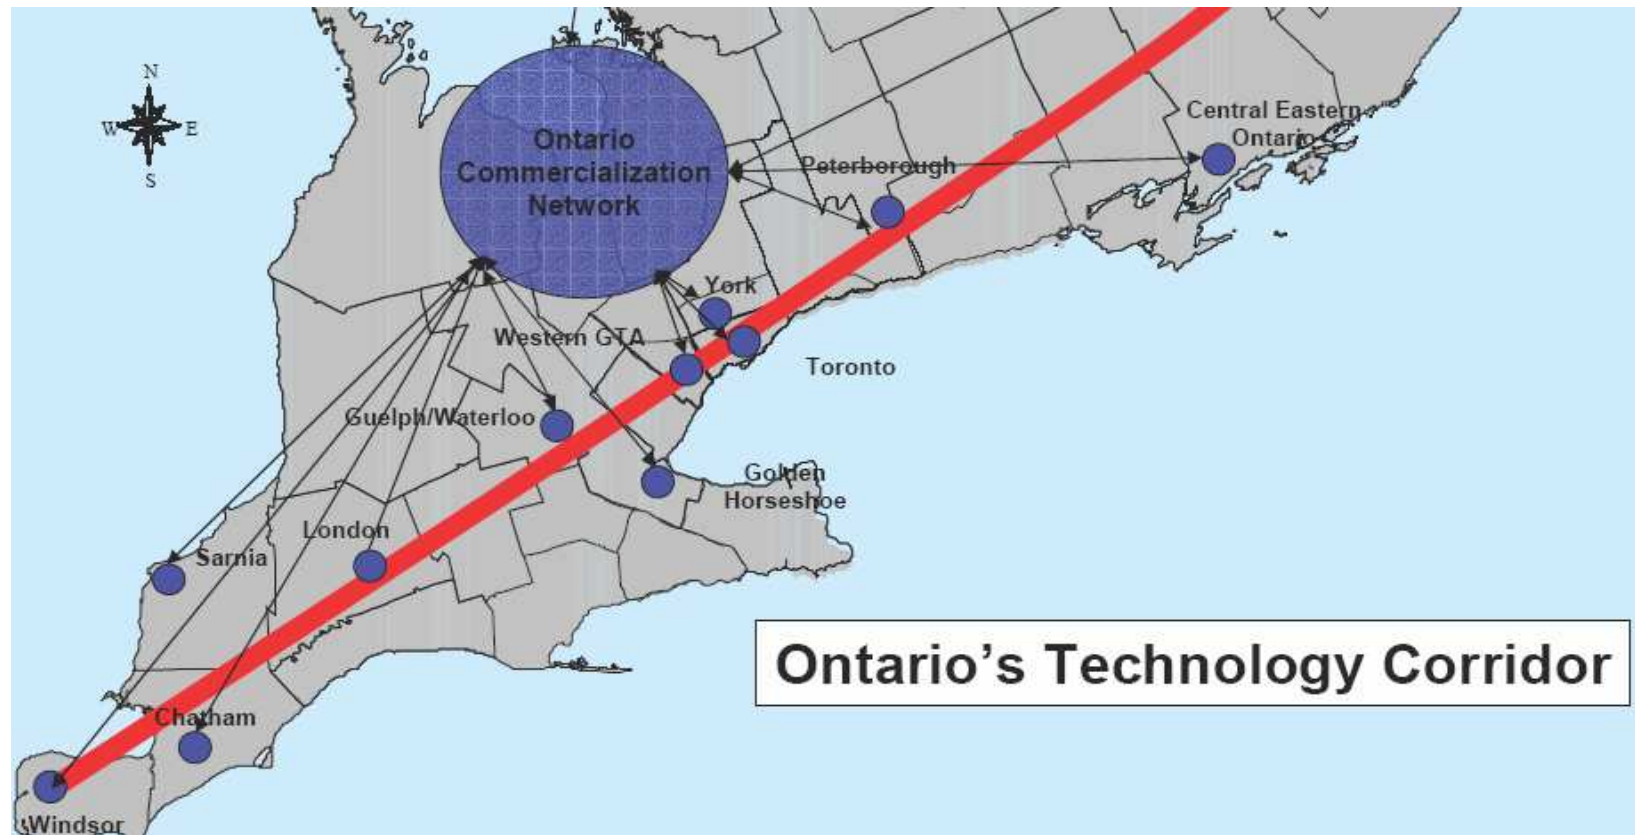 N
W E
S
Ontario
Commercialization
Network
Central Eastern
Ontario
Peterborough
York
Western GTA
Toronto
Guelph/Waterloo
Golden
Horseshoe
London
Sarnia
Ontario's Technology Corridor
Chatham
Windsor